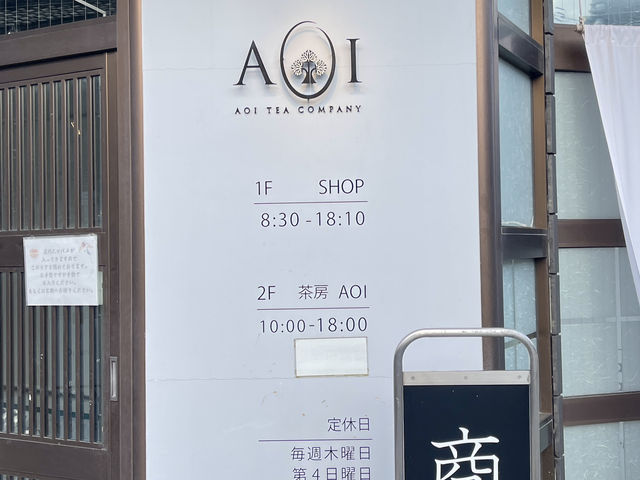 AOI
AOI TEA COMPANY
1F SHOP
8:30-18:10
2F 茶房 AOI
10:00-18:00
定休日
毎週木曜日
第4日曜日
商